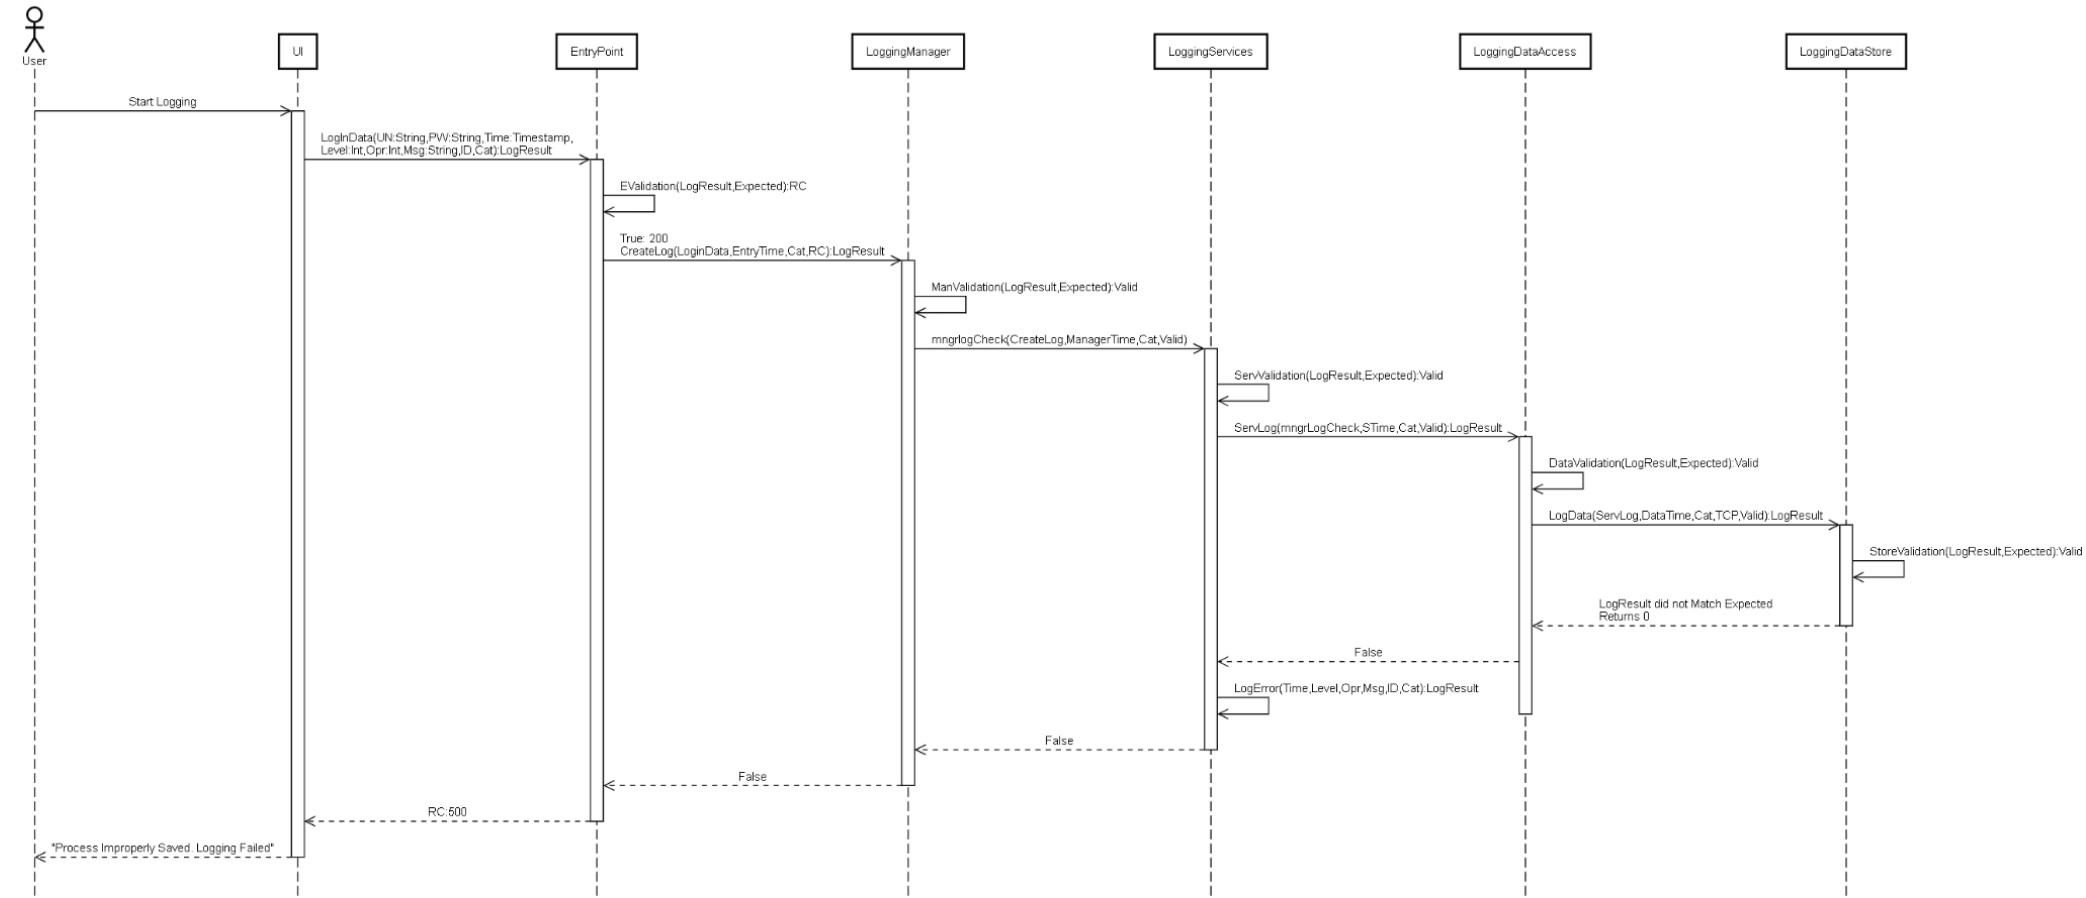 User
UI
EntryPoint
LoggingManager
LoggingServices
LoggingDataAccess
LoggingDataStore
Start Logging
LogInData(UN:String,PW:String,Time:Timestamp,
Level:Int,Opr:Int,Msg:String,ID,Cat):LogResult
EValidation(LogResult,Expected):RC
True: 200
CreateLog(LoginData,EntryTime,Cat,RC):LogResult
ManValidation(LogResult,Expected):Valid
mngrlogCheck(CreateLog,ManagerTime,Cat,Valid)
ServValidation(LogResult,Expected):Valid
ServLog(mngrLogCheck,STime,Cat,Valid):LogResult
DataValidation(LogResult,Expected):Valid
LogData(ServLog,DataTime,Cat,TCP,Valid):LogResult
StoreValidation(LogResult,Expected):Valid
LogResult did not Match Expected
Returns 0
False
LogError(Time,Level,Opr,Msg,ID,Cat):LogResult
False
False
RC:500
"Process Improperly Saved. Logging Failed"